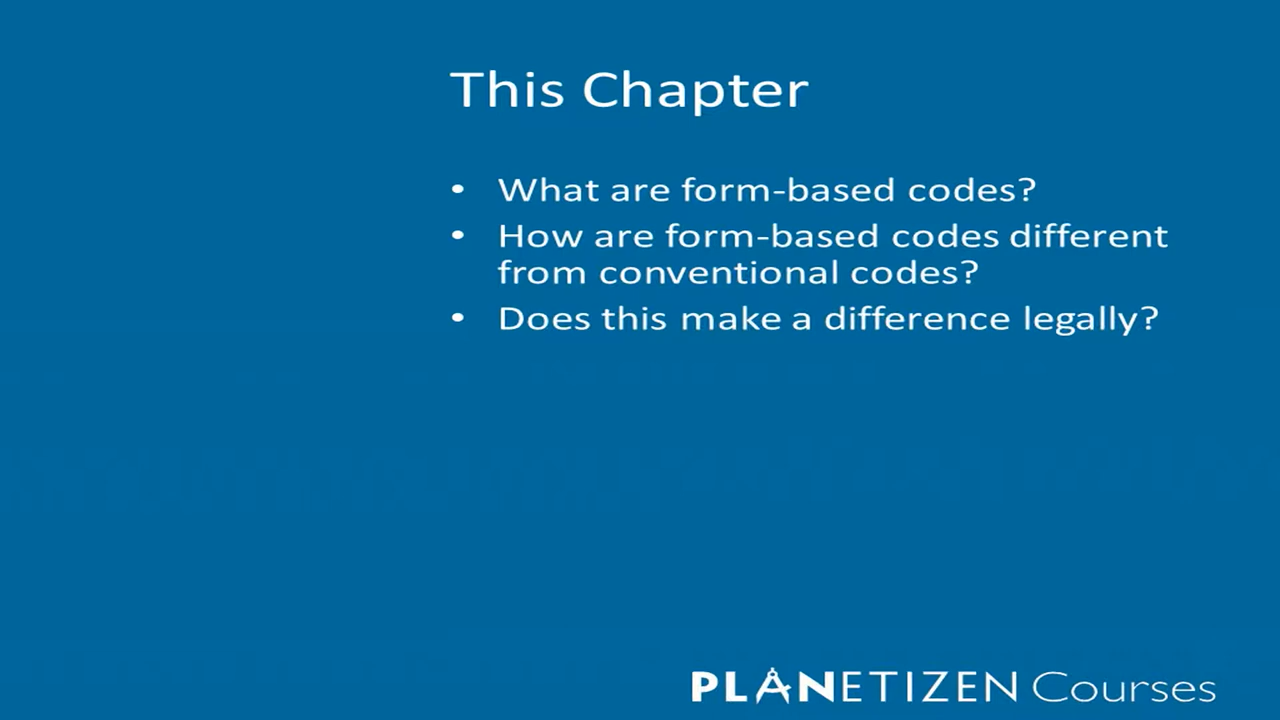 This Chapter
• What are form-based codes?
• How are form-based codes different
from conventional codes?
• Does this make a difference legally?
PLANETIZEN Courses